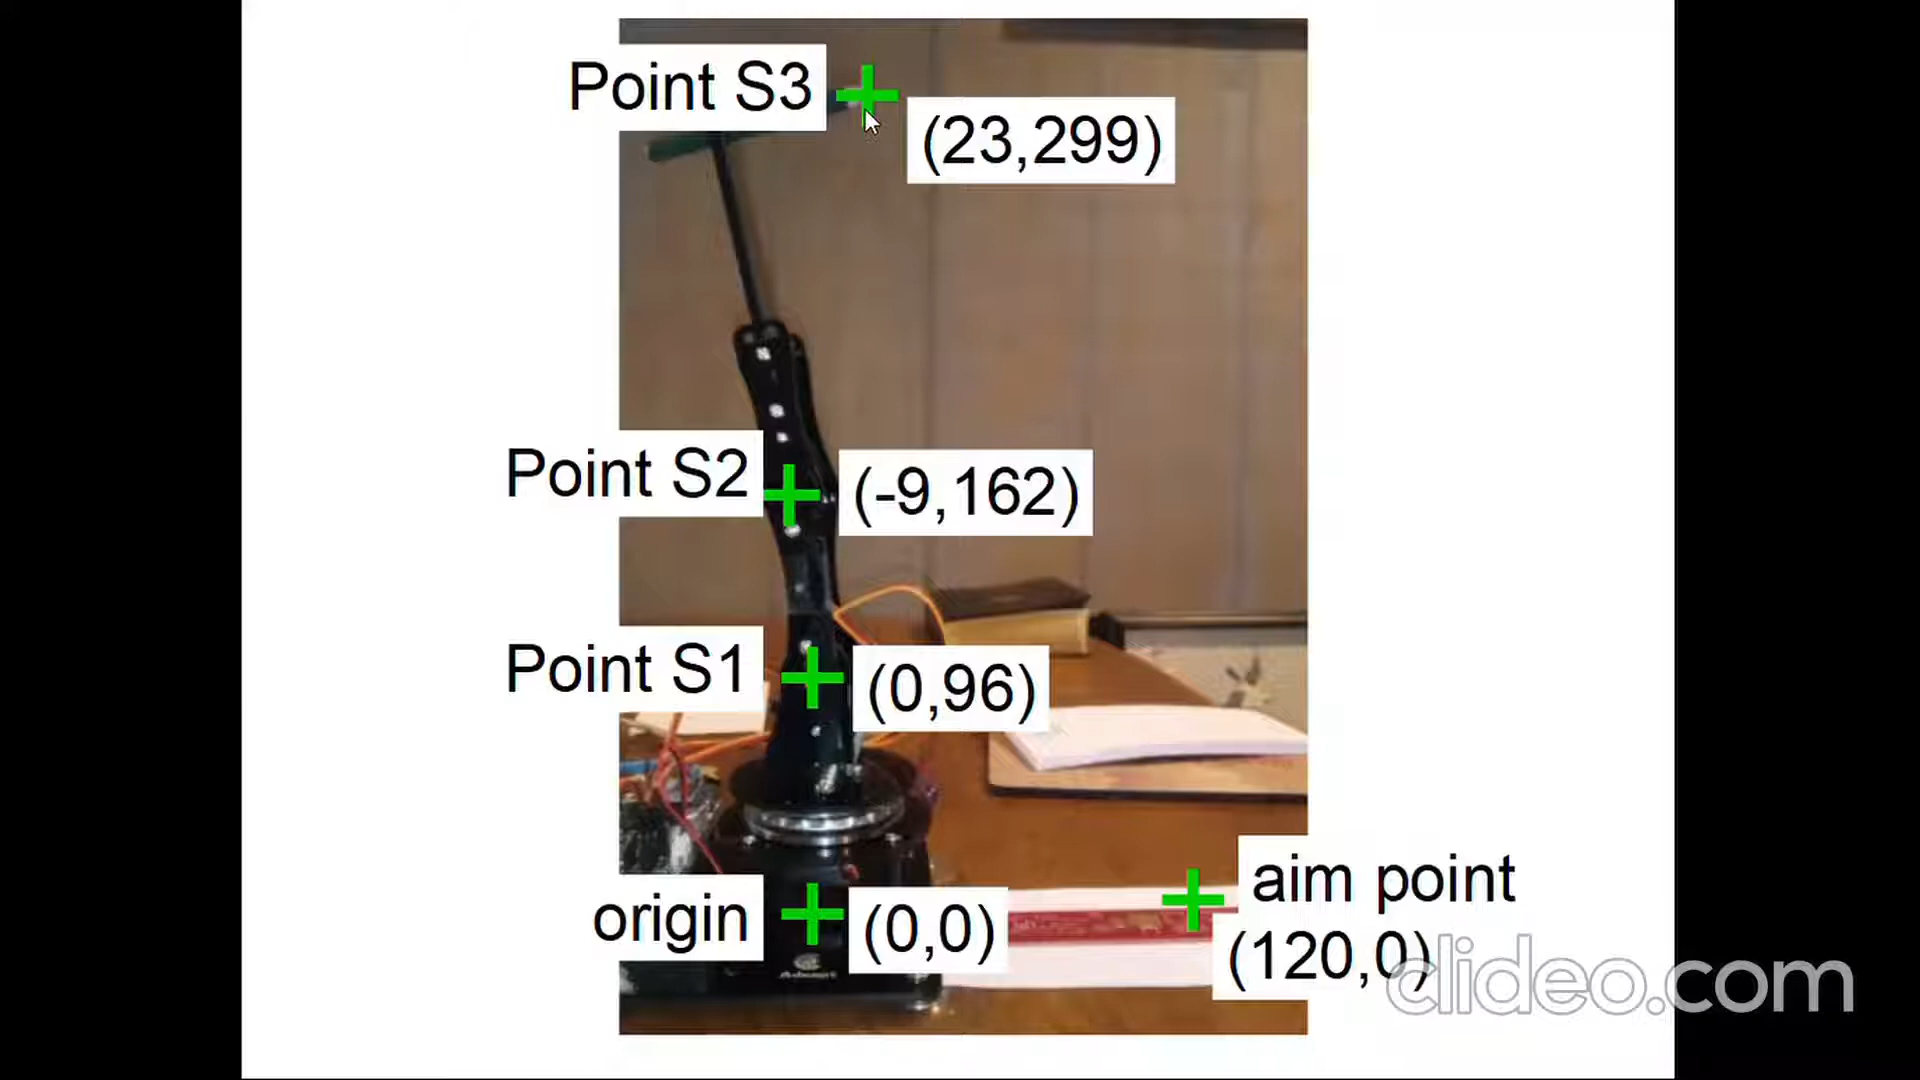 Point S3
(23,299)
Point S2
(-9,162)
Point S1
(0,96)
origin
(0,0)
aim point
(120,0)
clideo.com